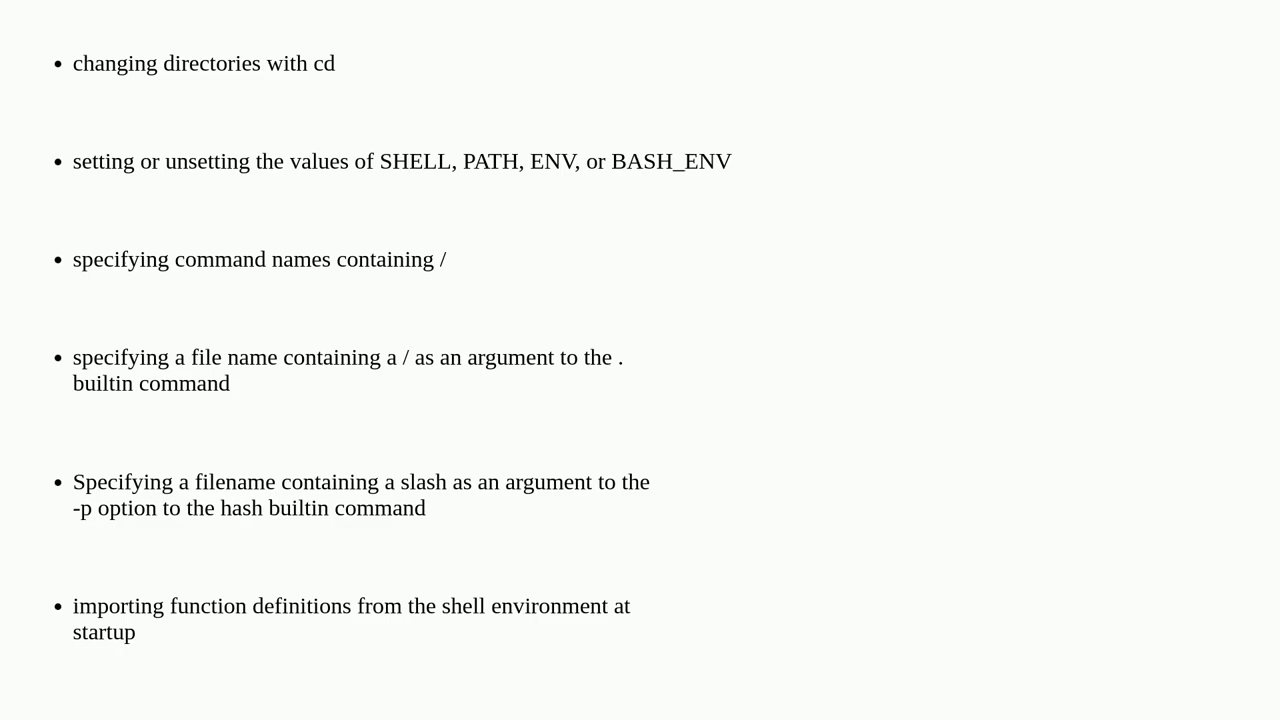 • changing directories with cd
• setting or unsetting the values of SHELL, PATH, ENV, or BASH_ENV
• specifying command names containing /
• specifying a file name containing a / as an argument to the .
builtin command
• Specifying a filename containing a slash as an argument to the
-p option to the hash builtin command
• importing function definitions from the shell environment at
startup